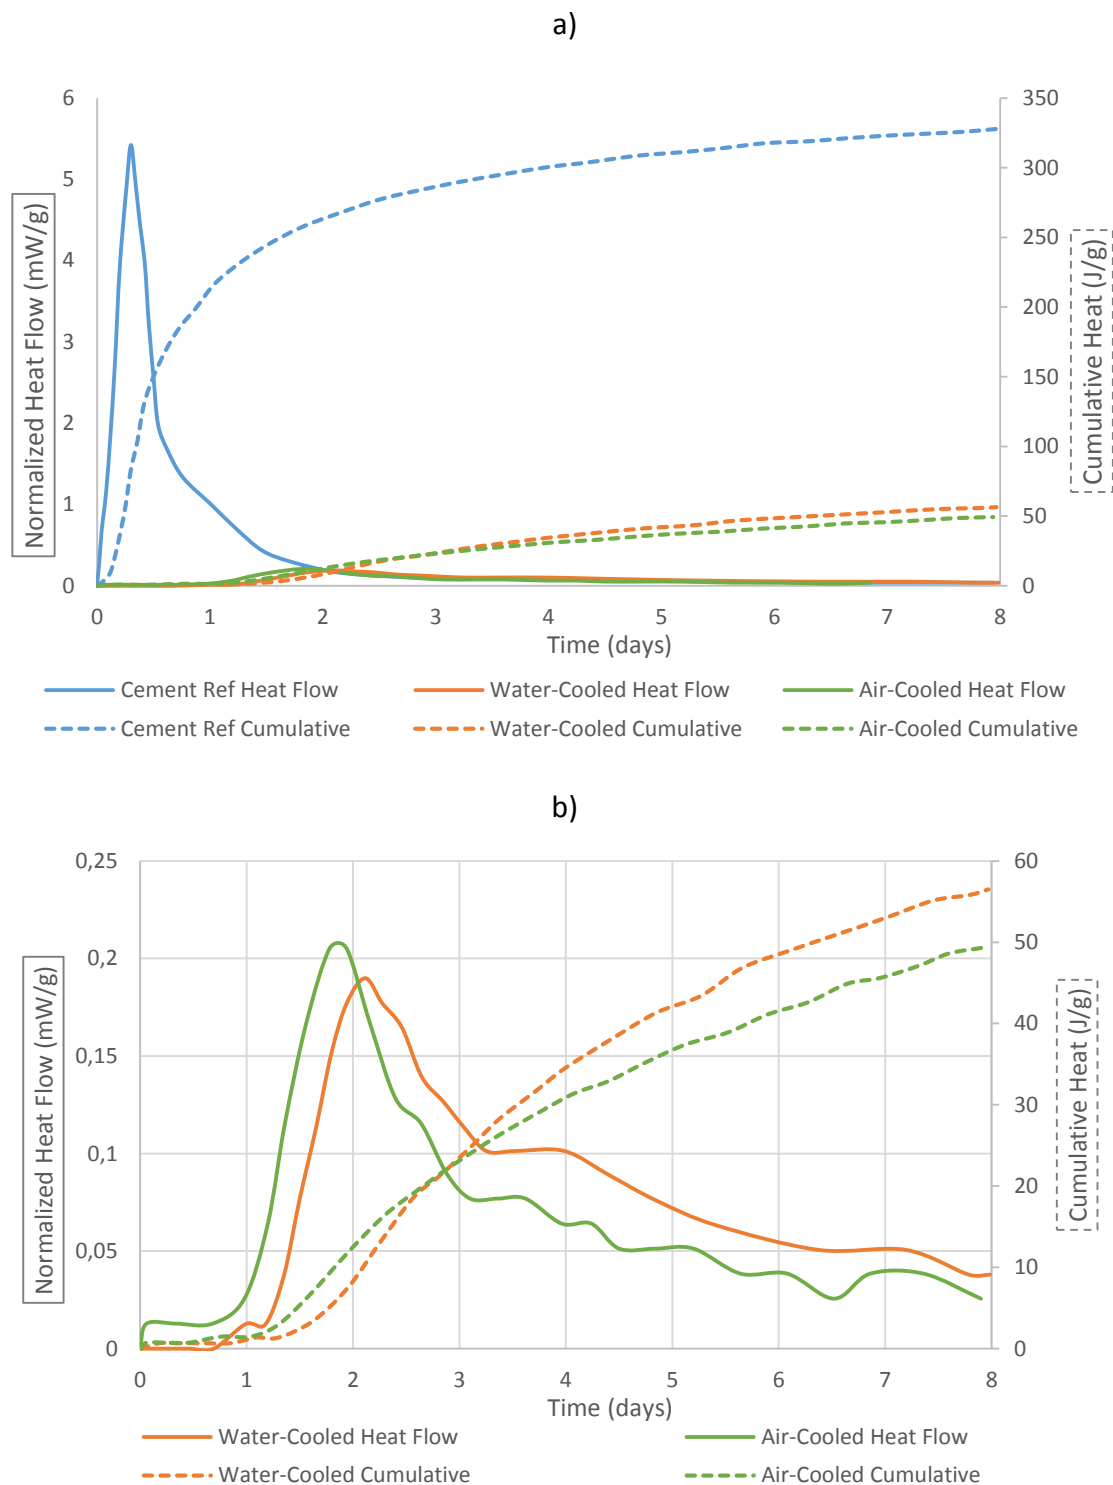 a)
6
5
4
3
2
1
0
Normalized Heat Flow (mW/g)
350
300
250
200
150
100
50
0
Cumulative Heat (J/g)
0 1 2 3 4 5 6 7 8
Time (days)
Cement Ref Heat Flow Water-Cooled Heat Flow Air-Cooled Heat Flow
Cement Ref Cumulative Water-Cooled Cumulative Air-Cooled Cumulative
b)
0,25
0,2
0,15
0,1
0,05
0
Normalized Heat Flow (mW/g)
60
50
40
30
20
10
0
Cumulative Heat (J/g)
0 1 2 3 4 5 6 7 8
Time (days)
Water-Cooled Heat Flow Air-Cooled Heat Flow
Water-Cooled Cumulative Air-Cooled Cumulative